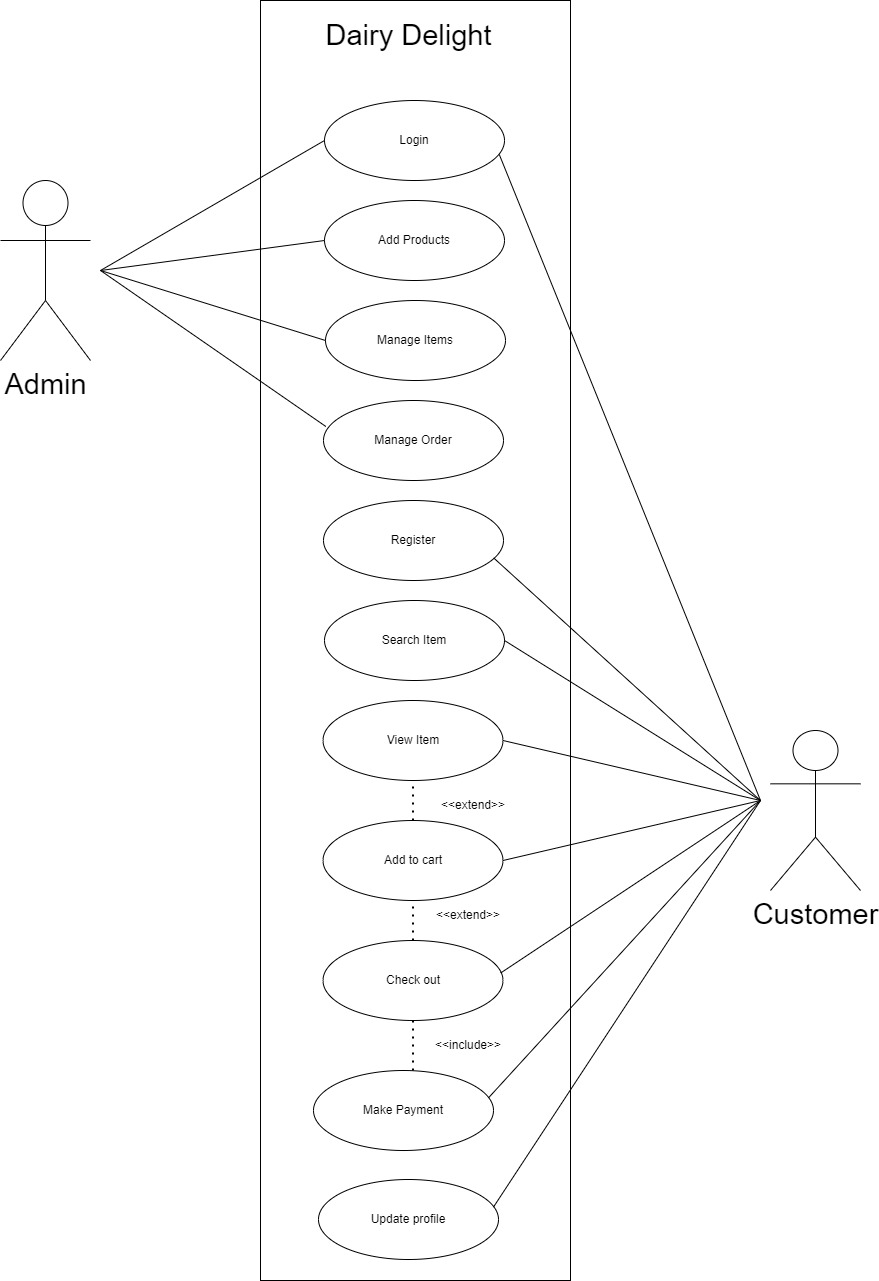 Dairy Delight
Login
Add Products
Manage Items
Admin
Manage Order
Register
Search Item
View Item
<<extend>>
Add to cart
Customer
<<extend>>
Check out
<<include>>
Make Payment
Update profile